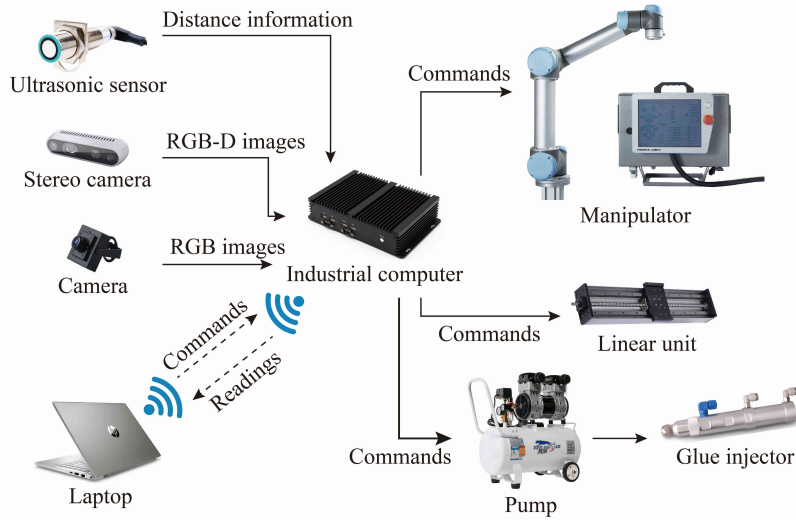 Distance information
Ultrasonic sensor
Commands
RGB-D images
Stereo camera
Manipulator
RGB images
Camera
Industrial computer
Commands
Readings
Commands
Linear unit
Laptop
Commands
Pump
Glue injector